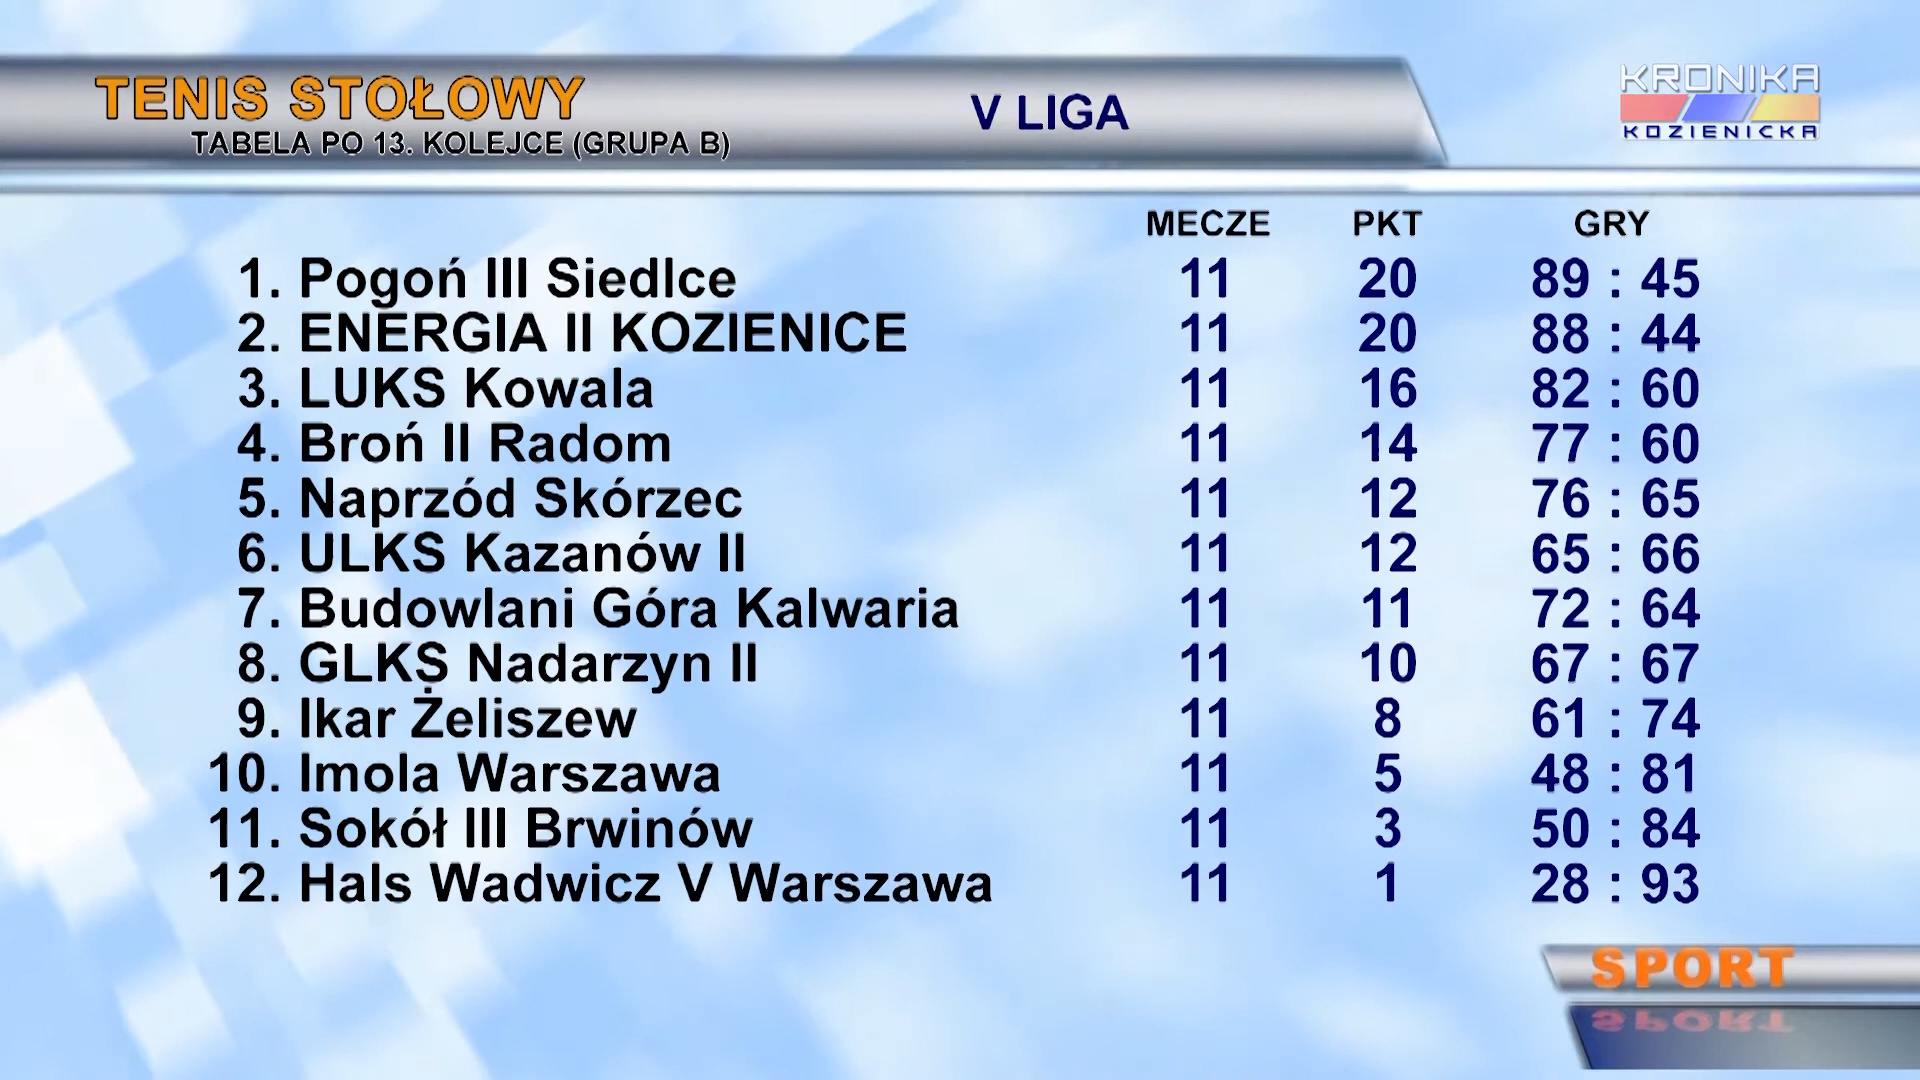 TENIS STOŁOWY
TABELA PO 13. KOLEJCE (GRUPA B)
V LIGA
KRONIKA
KOZIENICKA
MECZE PKT GRY
1. Pogoń III Siedlce 11 20 89 : 45
2. ENERGIA II KOZIENICE 11 20 88 : 44
3. LUKS Kowala 11 16 82 : 60
4. Broń II Radom 11 14 77 : 60
5. Naprzód Skórzec 11 12 76 : 65
6. ULKS Kazanów II 11 12 65 : 66
7. Budowlani Góra Kalwaria 11 11 72 : 64
8. GLKS Nadarzyn II 11 10 67 : 67
9. Ikar Żeliszew 11 8 61 : 74
10. Imola Warszawa 11 5 48 : 81
11. Sokół III Brwinów 11 3 50 : 84
12. Hals Wadwicz V Warszawa 11 1 28 : 93
SPORT